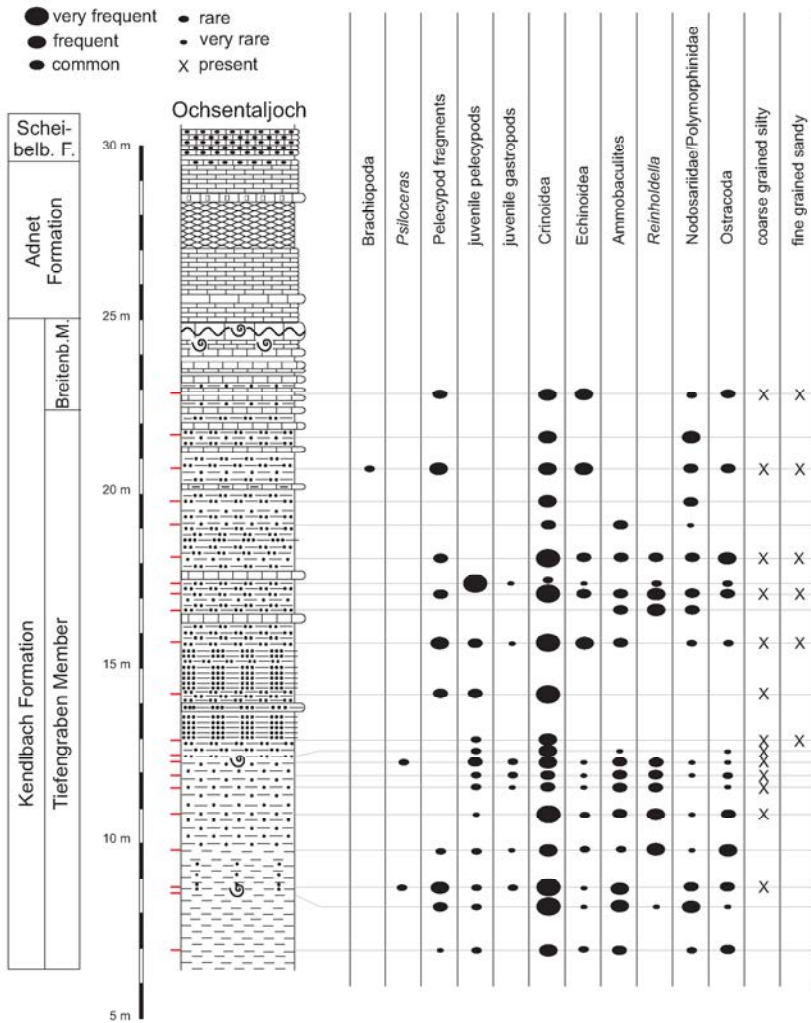 very frequent
frequent
common
rare
very rare
X present
Ochsentaljoch
Schei-
belb. F.
Adnet
Formation
Breitenb.M.
Kendlbach Formation
Tiefengraben Member
30 m
25 m
20 m
15 m
10 m
5 m
Brachiopoda
Psiloceras
Pelecypod fragments
juvenile pelecypods
juvenile gastropods
Crinoidea
Echinoidea
Ammobaculites
Reinholdella
Nodosariidae/Polymorphinidae
Ostracoda
coarse grained silty
fine grained sandy
X X
X X
X X
X X
X X
X
X X
X
X
X
X
X
X